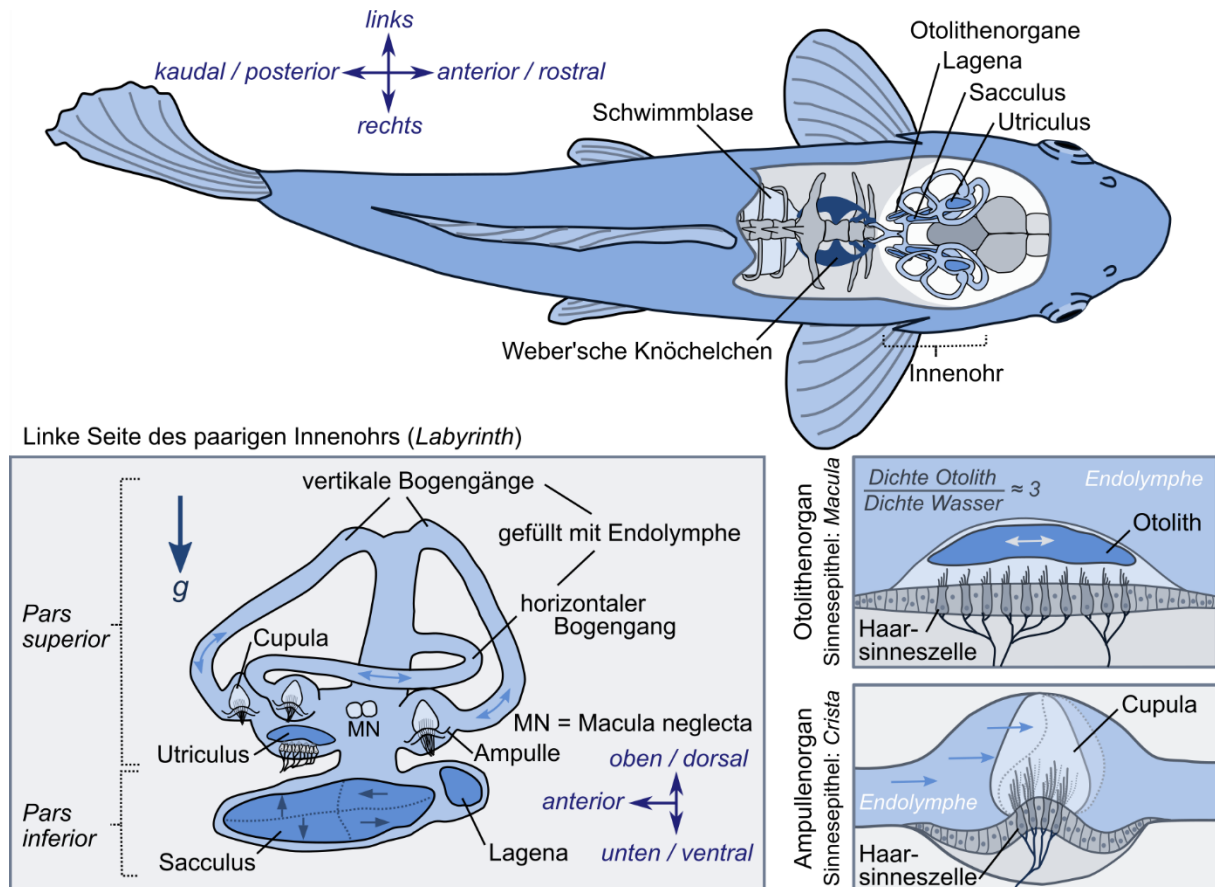 links
kaudal / posterior
anterior / rostral
rechts
Otolithenorgane
Lagena
Sacculus
Utriculus
Schwimmblase
Weber'sche Knöchelchen
Innenohr
Linke Seite des paarigen Innenohrs (Labyrinth)
g
Pars
superior
Pars
inferior
vertikale Bogengänge
gefüllt mit Endolymphe
horizontaler
Bogengang
Cupula
MN
MN = Macula neglecta
Utriculus
Ampulle
oben / dorsal
anterior
unten / ventral
Sacculus
Lagena
Otolithenorgan
Sinnesepithel: Macula
Dichte Otolith
Dichte Wasser
≈ 3
Endolymphe
Otolith
Haar-
sinneszelle
Ampullenorgan
Sinnesepithel: Crista
Cupula
Endolymphe
Haar-
sinneszelle